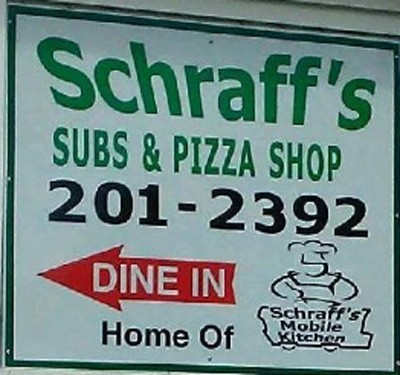 Schraff's
SUBS & PIZZA SHOP
201-2392
DINE IN
Home Of
Schraff's
Mobile
Kitchen